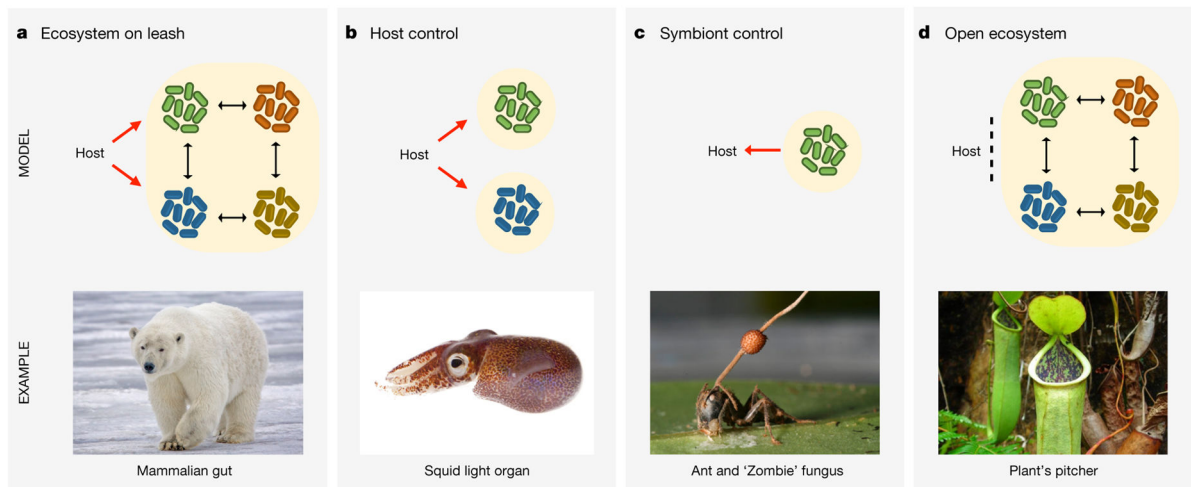 a Ecosystem on leash
b Host control
c Symbiont control
d Open ecosystem
MODEL
Host
Host
Host
Host
EXAMPLE
Mammalian gut
Squid light organ
Ant and ‘Zombie’ fungus
Plant’s pitcher